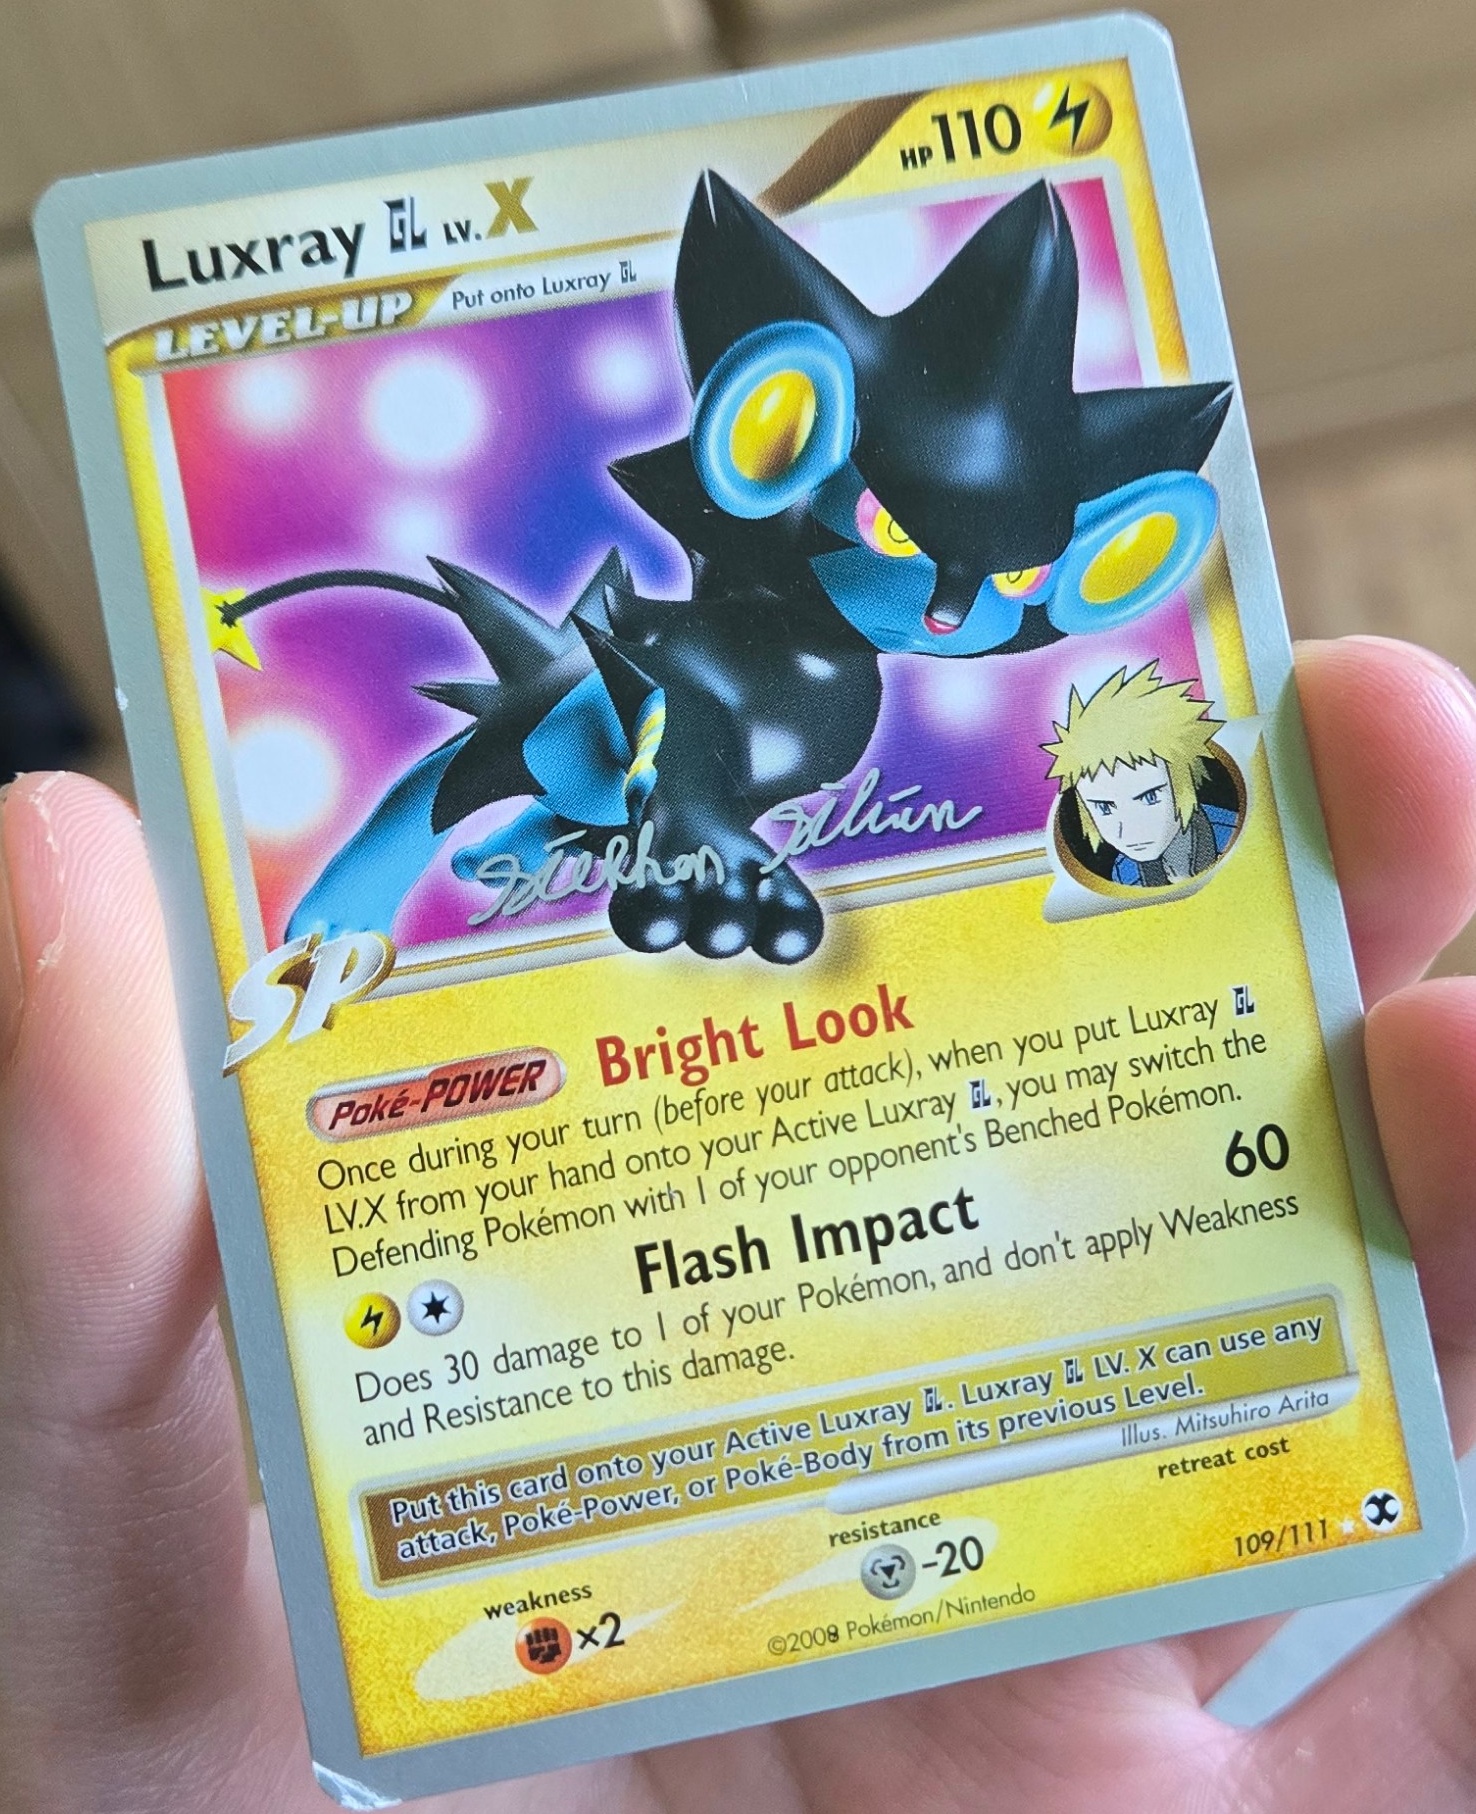 Luxray GL LV.X
HP 110
LEVEL-UP Put onto Luxray GL
Stephen Silvestro
SP
Poké-POWER Bright Look
Once during your turn (before your attack), when you put Luxray GL
LV.X from your hand onto your Active Luxray GL, you may switch the
Defending Pokémon with 1 of your opponent's Benched Pokémon.
Flash Impact 60
Does 30 damage to 1 of your Pokémon, and don't apply Weakness
and Resistance to this damage.
Put this card onto your Active Luxray GL. Luxray GL LV. X can use any
attack, Poké-Power, or Poké-Body from its previous Level.
Illus. Mitsuhiro Arita
weakness
×2
resistance
-20
retreat cost
109/111
©2008 Pokémon/Nintendo